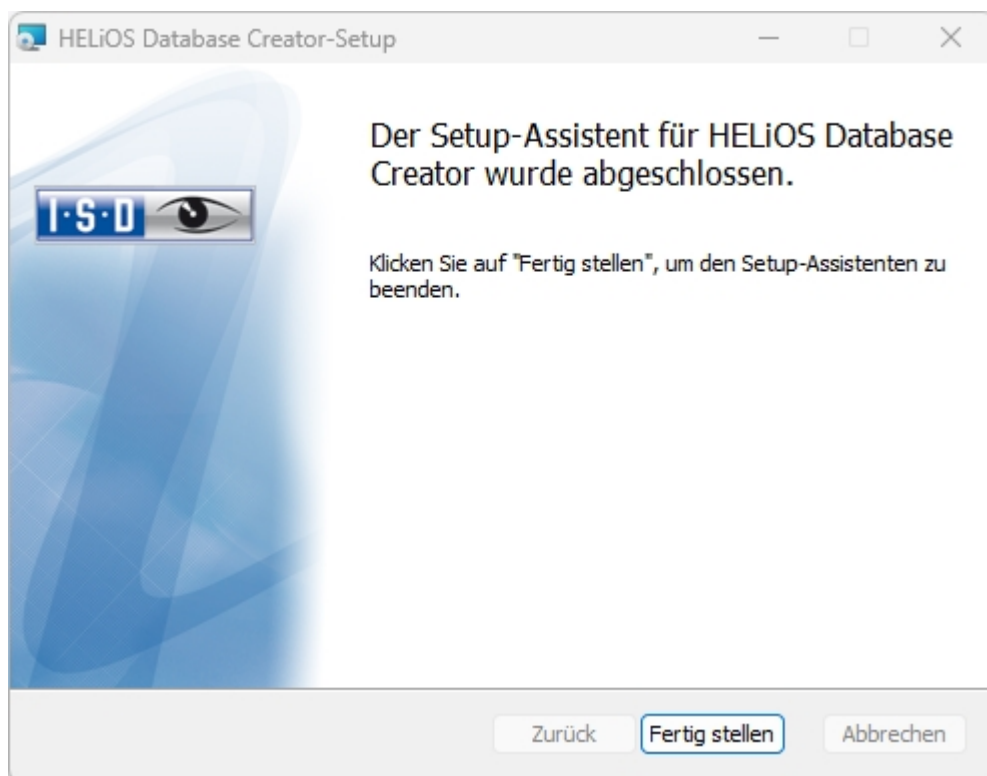 HELiOS Database Creator-Setup
Der Setup-Assistent für HELiOS Database
Creator wurde abgeschlossen.
I·S·D
Klicken Sie auf "Fertig stellen", um den Setup-Assistenten zu
beenden.
Zurück
Fertig stellen
Abbrechen